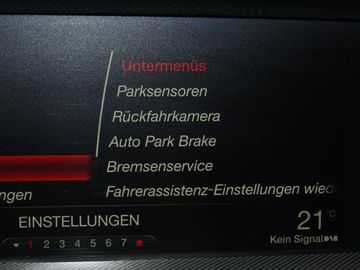 Untermenüs
Parksensoren
Rückfahrkamera
Auto Park Brake
Bremsenservice
ngen Fahrerassistenz-Einstellungen wied
EINSTELLUNGEN 21°C
1 2 3 4 5 6 7 Kein Signal DAB